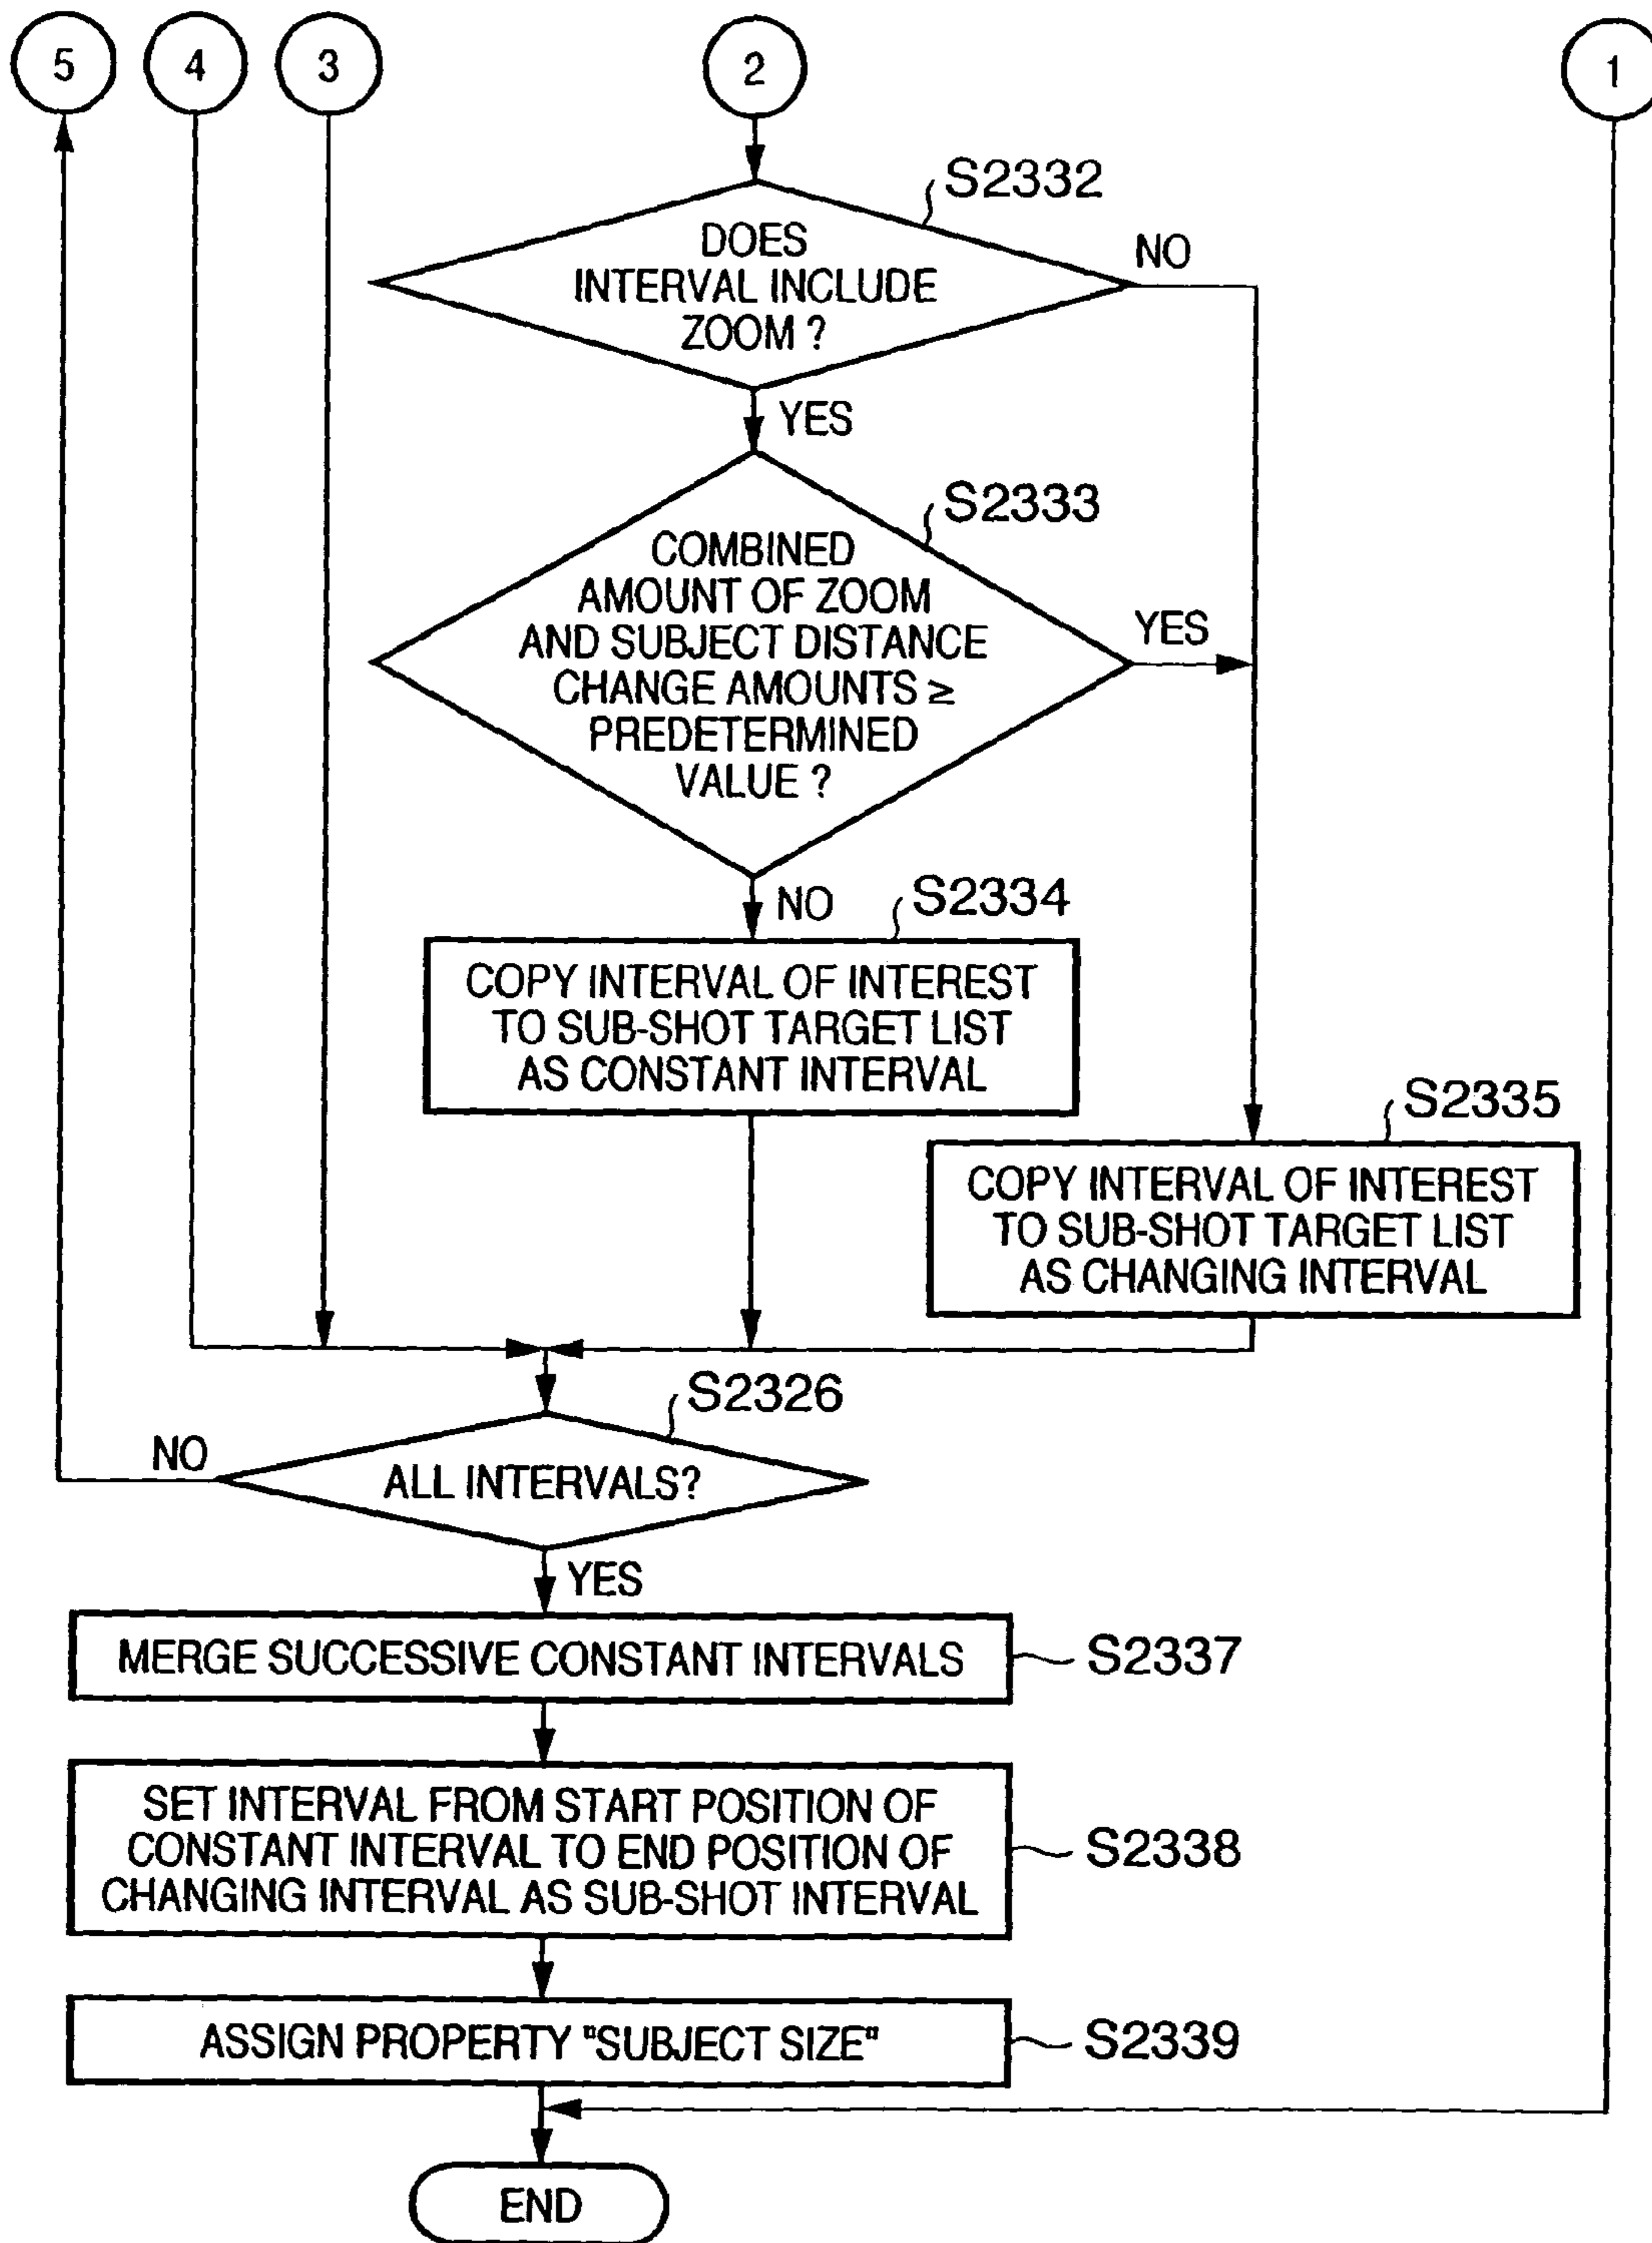 5
4
3
2
1
S2332
DOES
INTERVAL INCLUDE
ZOOM ?
NO
YES
S2333
COMBINED
AMOUNT OF ZOOM
AND SUBJECT DISTANCE
CHANGE AMOUNTS ≥
PREDETERMINED
VALUE ?
YES
NO
S2334
COPY INTERVAL OF INTEREST
TO SUB-SHOT TARGET LIST
AS CONSTANT INTERVAL
S2335
COPY INTERVAL OF INTEREST
TO SUB-SHOT TARGET LIST
AS CHANGING INTERVAL
S2326
NO
ALL INTERVALS?
YES
MERGE SUCCESSIVE CONSTANT INTERVALS
S2337
SET INTERVAL FROM START POSITION OF
CONSTANT INTERVAL TO END POSITION OF
CHANGING INTERVAL AS SUB-SHOT INTERVAL
S2338
ASSIGN PROPERTY "SUBJECT SIZE"
S2339
END